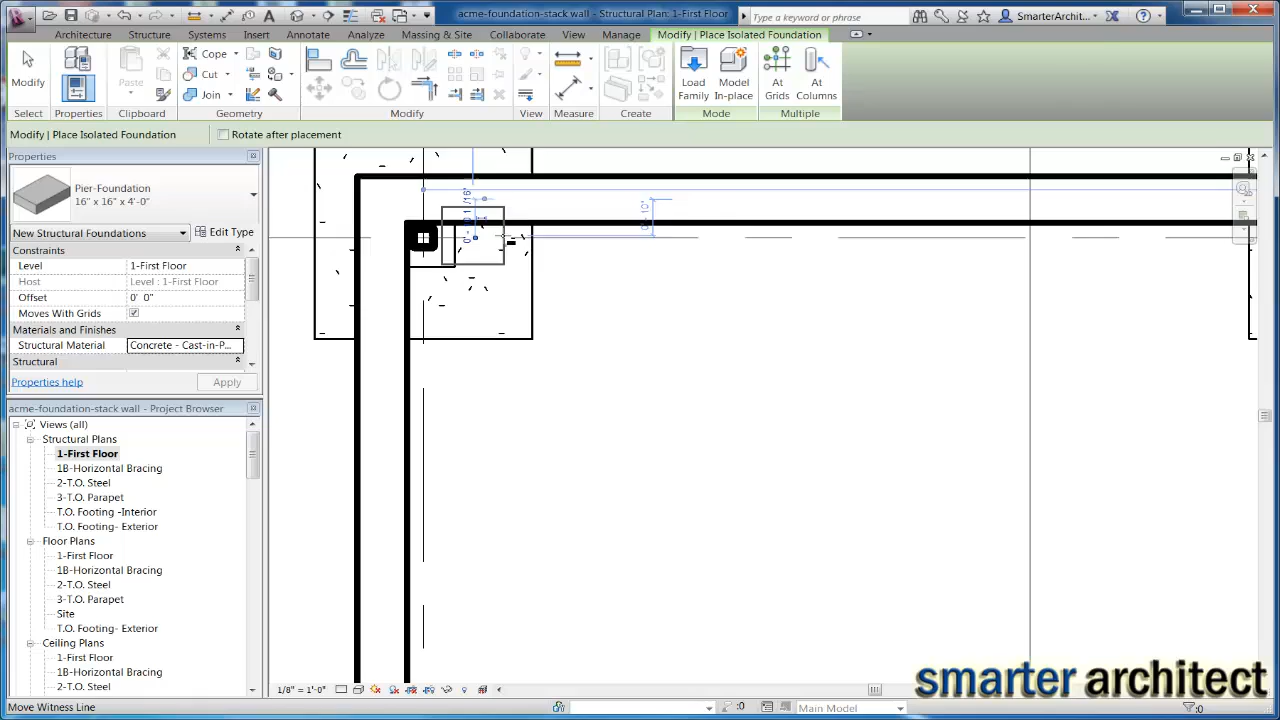 acme-foundation-stack wall - Structural Plan: 1-First Floor
Type a keyword or phrase
SmarterArchit...
Architecture Structure Systems Insert Annotate Analyze Massing & Site Collaborate View Manage Modify | Place Isolated Foundation
Modify
Paste
Cope
Cut
Join
Load Family
Model In-place
At Grids
At Columns
Select Properties Clipboard Geometry Modify View Measure Create Mode Multiple
Modify | Place Isolated Foundation
Rotate after placement
Properties
Pier-Foundation
16" x 16" x 4'-0"
New Structural Foundations
Edit Type
Constraints
Level 1-First Floor
Host Level : 1-First Floor
Offset 0' 0"
Moves With Grids
Materials and Finishes
Structural Material Concrete - Cast-in-P...
Structural
Properties help
Apply
acme-foundation-stack wall - Project Browser
Views (all)
Structural Plans
1-First Floor
1B-Horizontal Bracing
2-T.O. Steel
3-T.O. Parapet
T.O. Footing -Interior
T.O. Footing- Exterior
Floor Plans
1-First Floor
1B-Horizontal Bracing
2-T.O. Steel
3-T.O. Parapet
Site
T.O. Footing- Exterior
Ceiling Plans
1-First Floor
1B-Horizontal Bracing
2-T.O. Steel
0' - 10"
1/8" = 1'-0"
Move Witness Line
:0
Main Model
:0
smarter architect